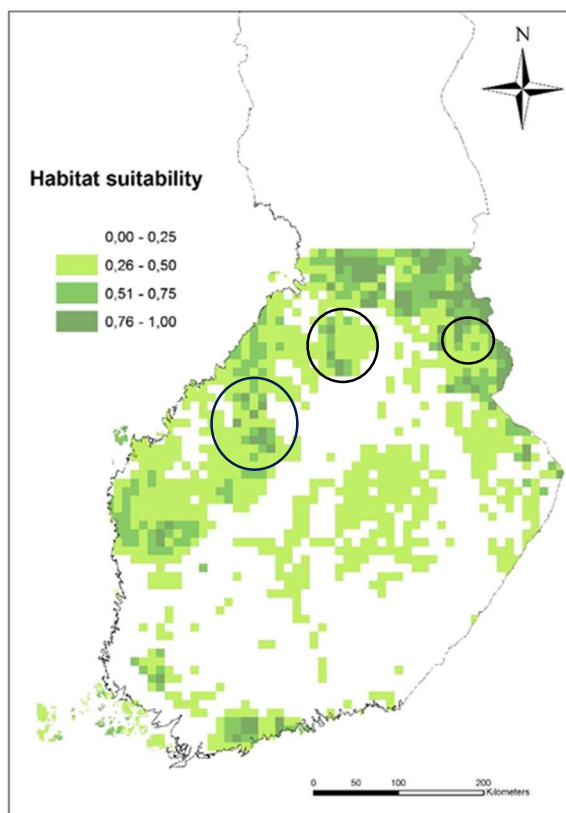 N
Habitat suitability
0,00 - 0,25
0,26 - 0,50
0,51 - 0,75
0,76 - 1,00
0 50 100 200
Kilometers